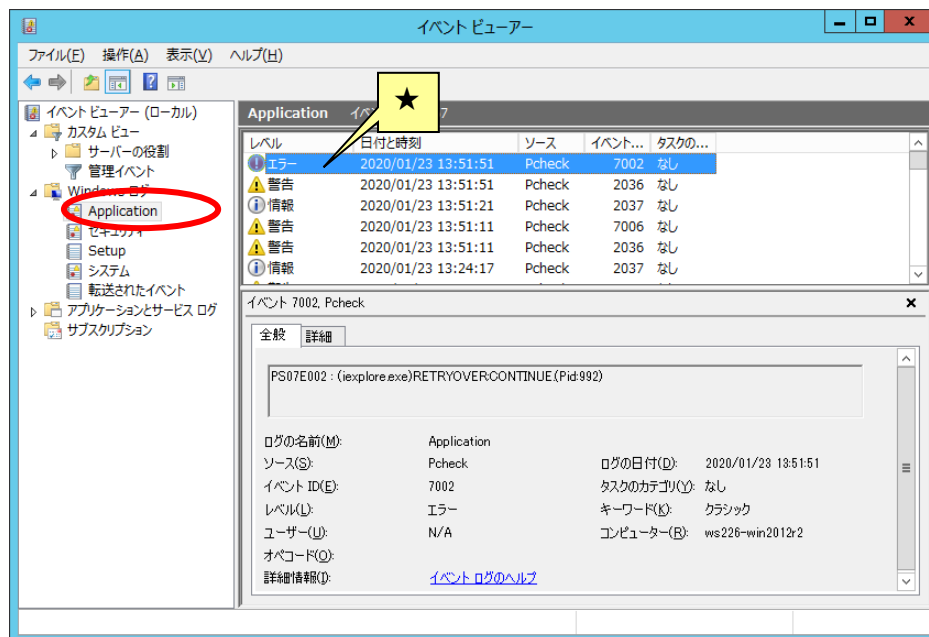 イベント ビューアー
ファイル(F) 操作(A) 表示(V) ヘルプ(H)
イベント ビューアー (ローカル)
カスタム ビュー
サーバーの役割
管理イベント
Windows ログ
Application
セキュリティ
Setup
システム
転送されたイベント
アプリケーションとサービス ログ
サブスクリプション
★
Application イベ 7
レベル 日付と時刻 ソース イベント... タスクの...
エラー 2020/01/23 13:51:51 Pcheck 7002 なし
警告 2020/01/23 13:51:51 Pcheck 2036 なし
情報 2020/01/23 13:51:21 Pcheck 2037 なし
警告 2020/01/23 13:51:11 Pcheck 7006 なし
警告 2020/01/23 13:51:11 Pcheck 2036 なし
情報 2020/01/23 13:24:17 Pcheck 2037 なし
イベント 7002, Pcheck
全般 詳細
PS07E002 : (iexplore.exe)RETRYOVER:CONTINUE.(Pid:992)
ログの名前(M): Application
ソース(S): Pcheck ログの日付(D): 2020/01/23 13:51:51
イベント ID(E): 7002 タスクのカテゴリ(Y): なし
レベル(L): エラー キーワード(K): クラシック
ユーザー(U): N/A コンピューター(R): ws226-win2012r2
オペコード(O):
詳細情報(I): イベント ログのヘルプ